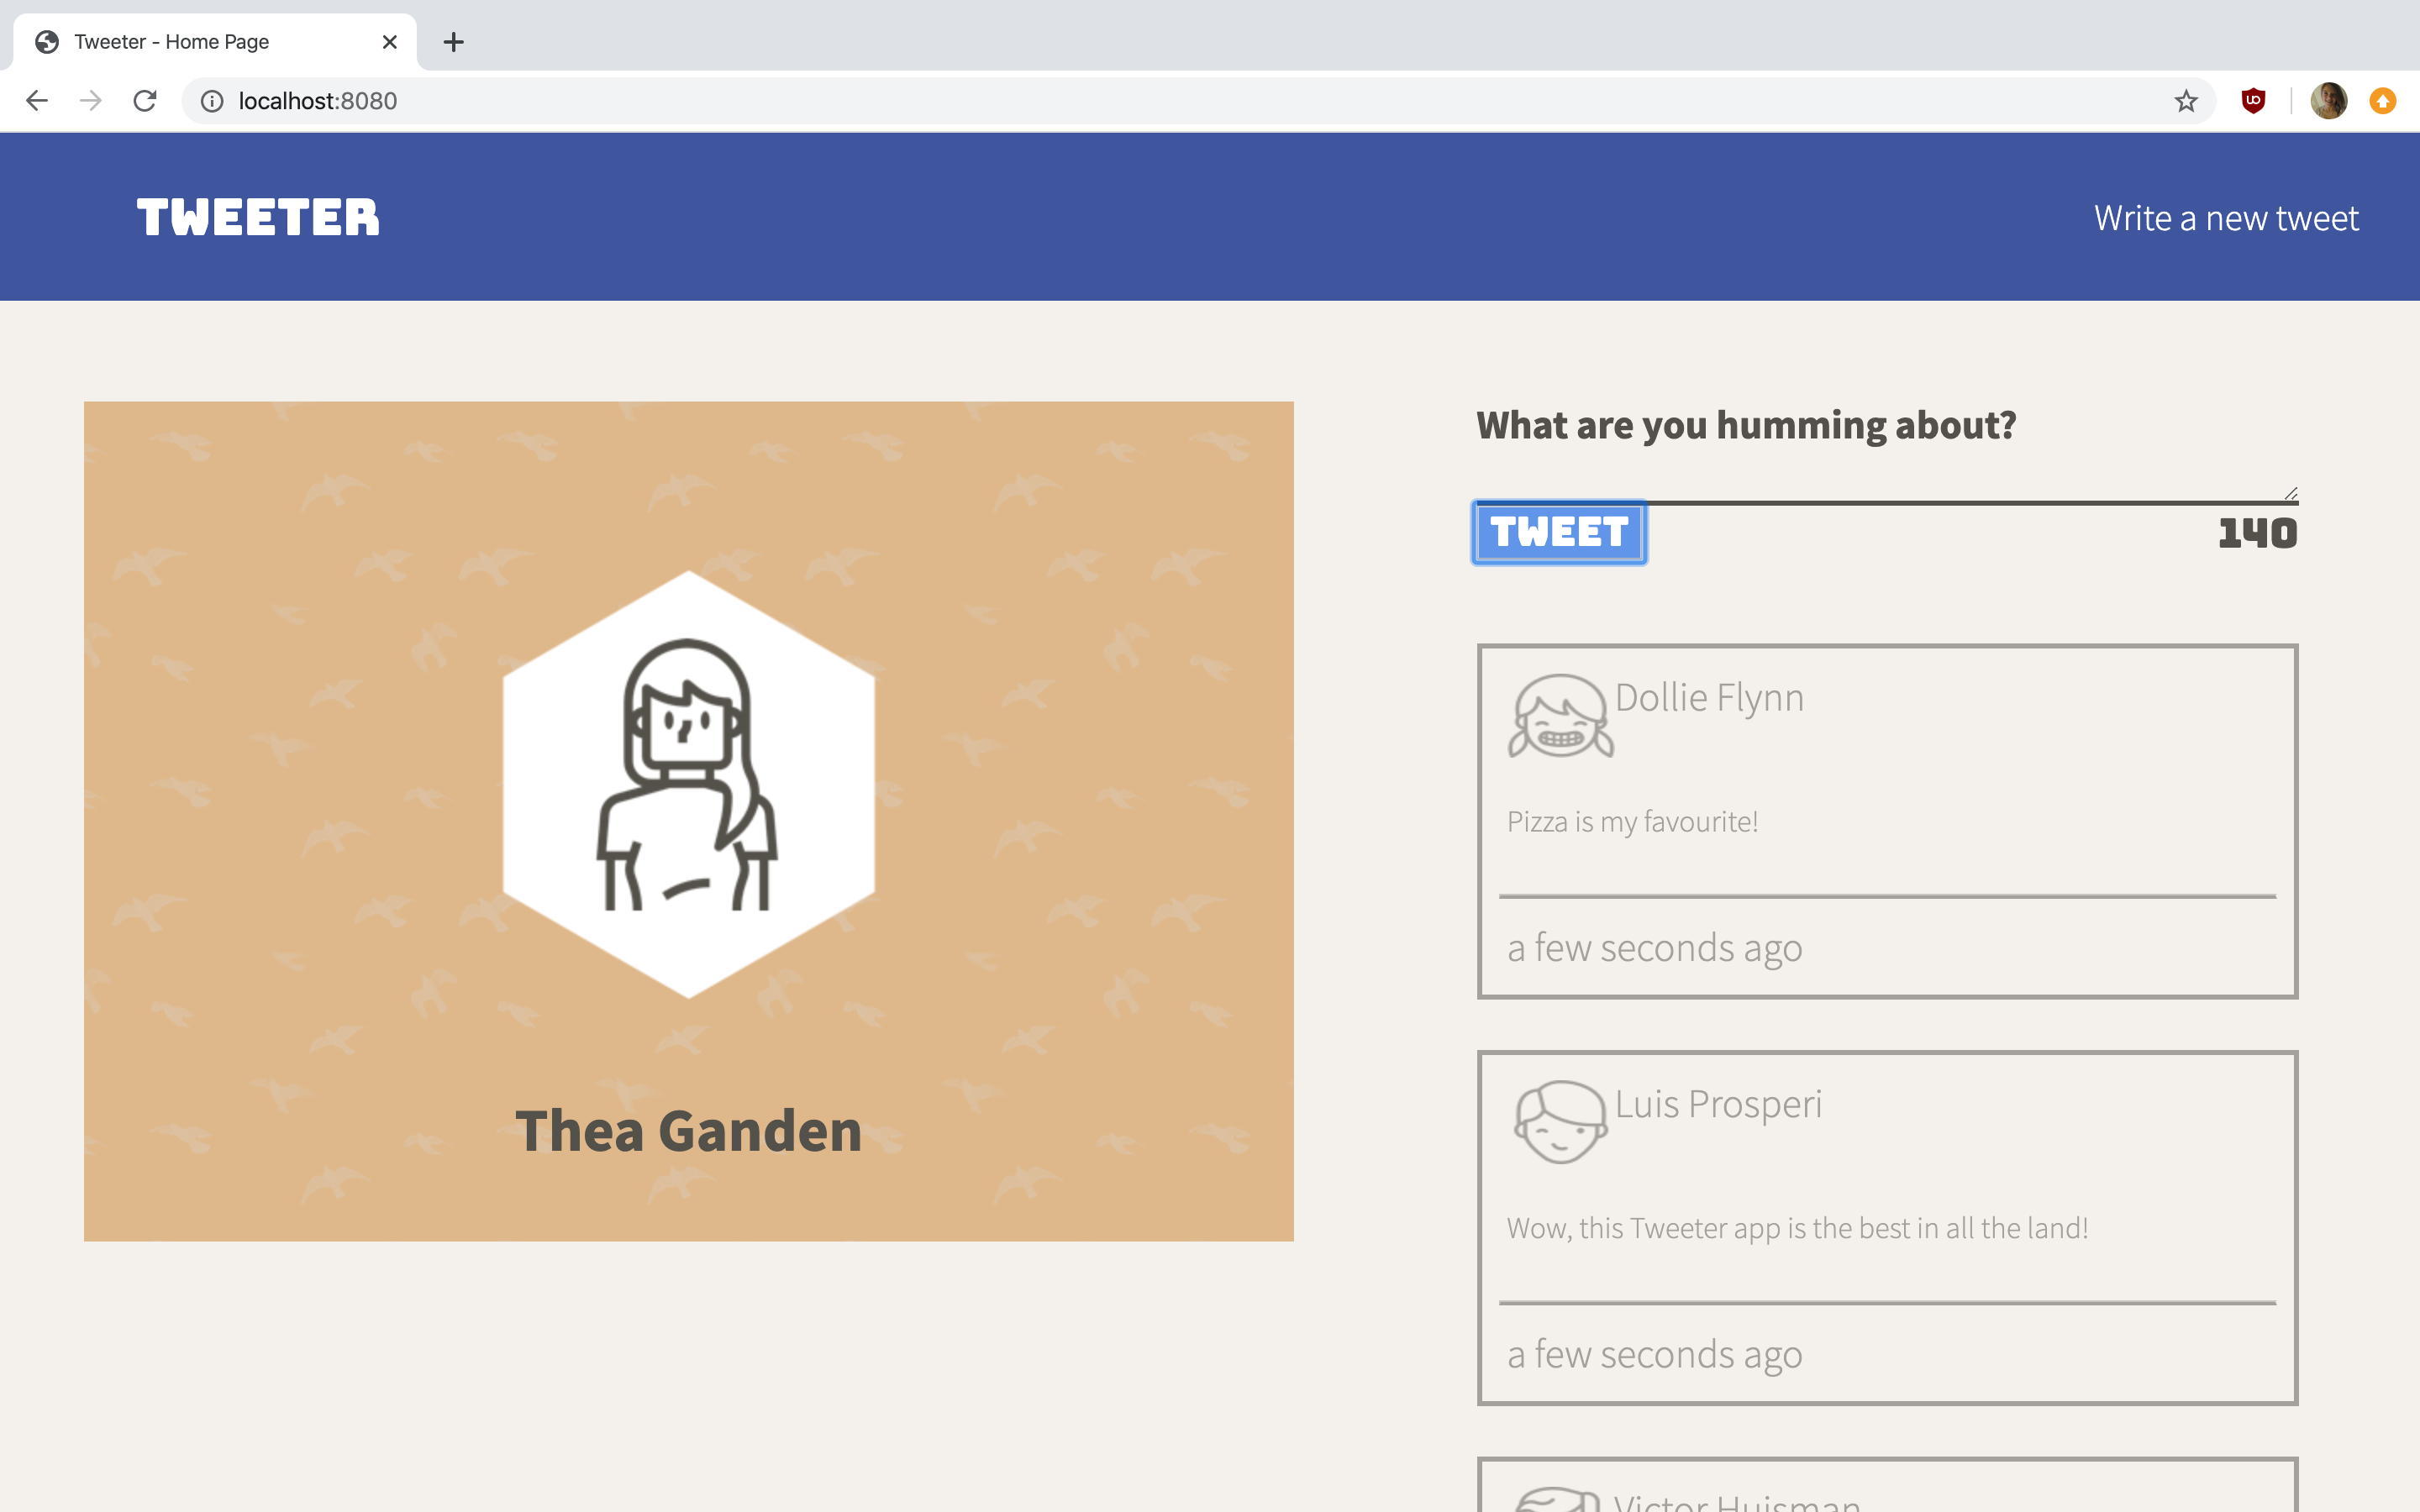 Tweeter - Home Page
localhost:8080
TWEETER
Write a new tweet
Thea Ganden
What are you humming about?
TWEET
140
Dollie Flynn
Pizza is my favourite!
a few seconds ago
Luis Prosperi
Wow, this Tweeter app is the best in all the land!
a few seconds ago
Victor Huisman